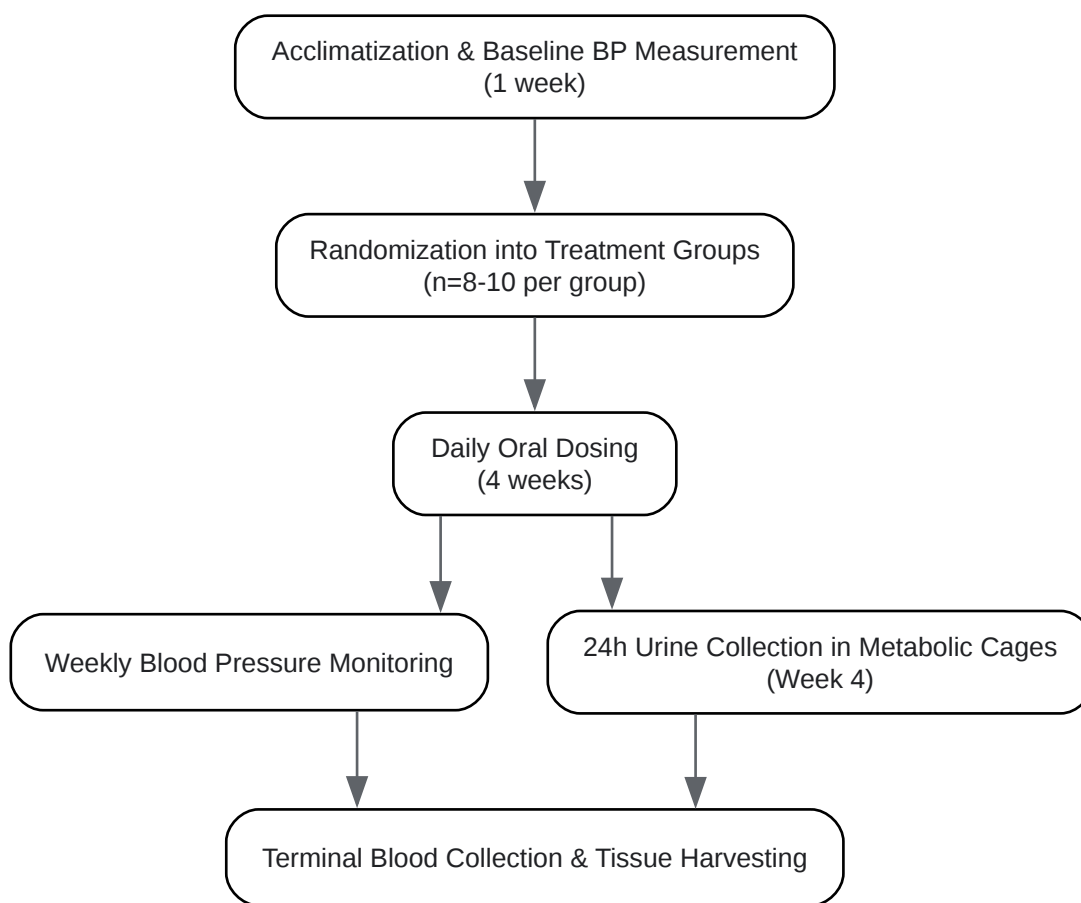 Acclimatization & Baseline BP Measurement
(1 week)
Randomization into Treatment Groups
(n=8-10 per group)
Daily Oral Dosing
(4 weeks)
Weekly Blood Pressure Monitoring
24h Urine Collection in Metabolic Cages
(Week 4)
Terminal Blood Collection & Tissue Harvesting